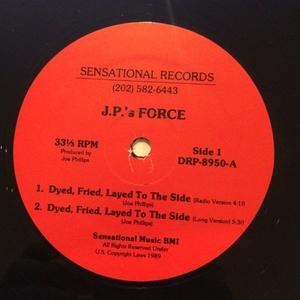 SENSATIONAL RECORDS
(202) 582-6443
J.P.'s FORCE
33⅓ RPM
Produced by
Joe Phillips
Side 1
DRP-8950-A
1. Dyed, Fried, Layed To The Side (Radio Version 4:10)
(Joe Phillips)
2. Dyed, Fried, Layed To The Side (Long Version) 5:30
(Joe Phillips)
Sensational Music BMI
All Rights Reserved Under
U.S. Copyright Laws 1989